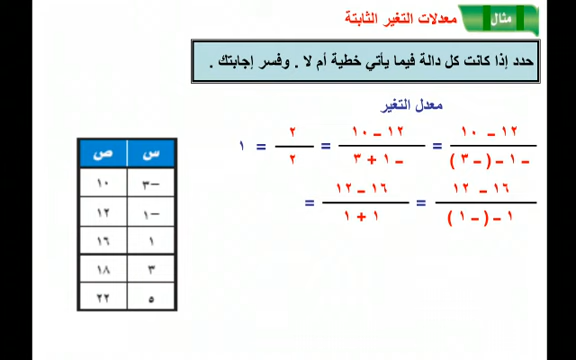 مثال معدلات التغير الثابتة
حدد إذا كانت كل دالة فيما يأتي خطية أم لا . وفسر إجابتك .
معدل التغير
١٢ – ١٠ / – ١ – ( – ٣ ) = ١٢ – ١٠ / – ١ + ٣ = ٢ / ٢ = ١
١٦ – ١٢ / ١ – ( – ١ ) = ١٦ – ١٢ / ١ + ١ =
س ص
–٣ ١٠
–١ ١٢
١ ١٦
٣ ١٨
٥ ٢٢